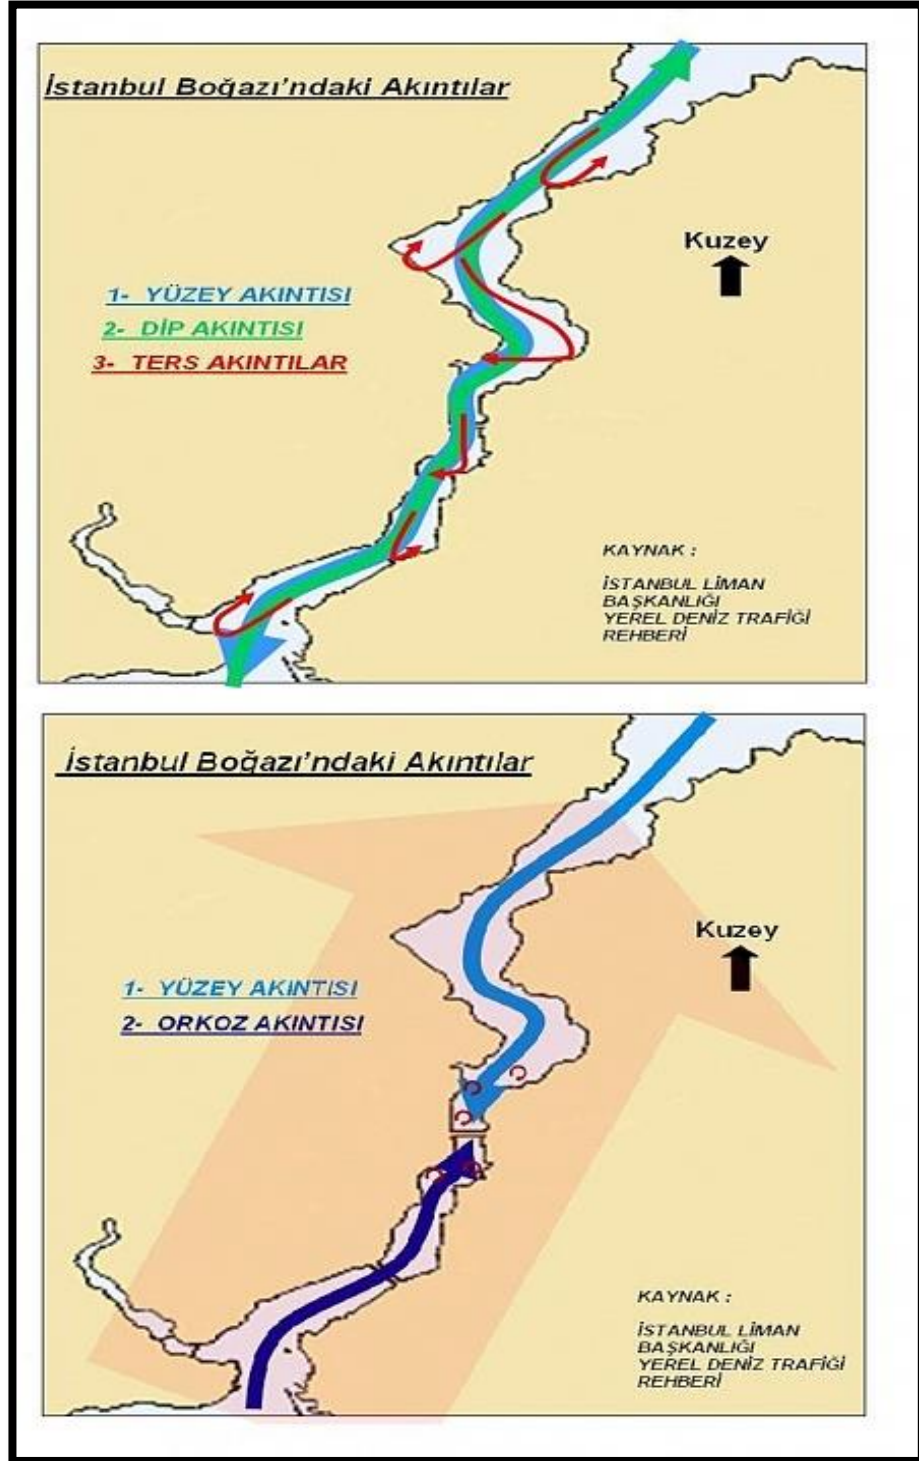 İstanbul Boğazı'ndaki Akıntılar
Kuzey
1- YÜZEY AKINTISI
2- DİP AKINTISI
3- TERS AKINTILAR
KAYNAK :
İSTANBUL LİMAN
BAŞKANLIĞI
YEREL DENİZ TRAFİĞİ
REHBERİ
İstanbul Boğazı'ndaki Akıntılar
Kuzey
1- YÜZEY AKINTISI
2- ORKOZ AKINTISI
KAYNAK :
İSTANBUL LİMAN
BAŞKANLIĞI
YEREL DENİZ TRAFİĞİ
REHBERİ